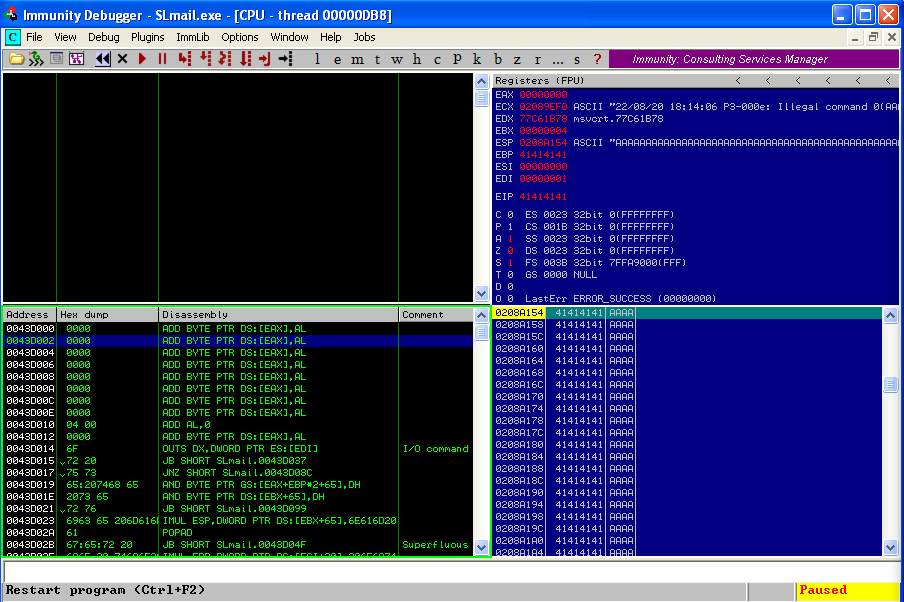 Immunity Debugger - SLmail.exe - [CPU - thread 00000DB8]
C File View Debug Plugins ImmLib Options Window Help Jobs
l e m t w h c P k b z r ... s ? Immunity: Consulting Services Manager
Registers (FPU) < < < < < <
EAX 00000000
ECX 02089EF0 ASCII "22/08/20 18:14:06 P3-000e: Illegal command 0(AA
EDX 77C61B78 msvcrt.77C61B78
EBX 00000004
ESP 0208A154 ASCII "AAAAAAAAAAAAAAAAAAAAAAAAAAAAAAAAAAAAAAAAAAAAAAA
EBP 41414141
ESI 00000000
EDI 00000001
EIP 41414141
C 0 ES 0023 32bit 0(FFFFFFFF)
P 1 CS 001B 32bit 0(FFFFFFFF)
A 1 SS 0023 32bit 0(FFFFFFFF)
Z 0 DS 0023 32bit 0(FFFFFFFF)
S 1 FS 003B 32bit 7FFA9000(FFF)
T 0 GS 0000 NULL
D 0
O 0 LastErr ERROR_SUCCESS (00000000)
Address Hex dump Disassembly Comment
0043D000 0000 ADD BYTE PTR DS:[EAX],AL
0043D002 0000 ADD BYTE PTR DS:[EAX],AL
0043D004 0000 ADD BYTE PTR DS:[EAX],AL
0043D006 0000 ADD BYTE PTR DS:[EAX],AL
0043D008 0000 ADD BYTE PTR DS:[EAX],AL
0043D00A 0000 ADD BYTE PTR DS:[EAX],AL
0043D00C 0000 ADD BYTE PTR DS:[EAX],AL
0043D00E 0000 ADD BYTE PTR DS:[EAX],AL
0043D010 04 00 ADD AL,0
0043D012 0000 ADD BYTE PTR DS:[EAX],AL
0043D014 6F OUTS DX,DWORD PTR ES:[EDI] I/O command
0043D015 72 20 JB SHORT SLmail.0043D037
0043D017 75 73 JNZ SHORT SLmail.0043D08C
0043D019 65:207468 65 AND BYTE PTR GS:[EAX+EBP*2+65],DH
0043D01E 2073 65 AND BYTE PTR DS:[EBX+65],DH
0043D021 72 76 JB SHORT SLmail.0043D099
0043D023 6963 65 206D616 IMUL ESP,DWORD PTR DS:[EBX+65],6E616D20
0043D02A 61 POPAD
0043D02B 67:65:72 20 JB SHORT SLmail.0043D04F Superfluous
0208A154 41414141 AAAA
0208A158 41414141 AAAA
0208A15C 41414141 AAAA
0208A160 41414141 AAAA
0208A164 41414141 AAAA
0208A168 41414141 AAAA
0208A16C 41414141 AAAA
0208A170 41414141 AAAA
0208A174 41414141 AAAA
0208A178 41414141 AAAA
0208A17C 41414141 AAAA
0208A180 41414141 AAAA
0208A184 41414141 AAAA
0208A188 41414141 AAAA
0208A18C 41414141 AAAA
0208A190 41414141 AAAA
0208A194 41414141 AAAA
0208A198 41414141 AAAA
0208A19C 41414141 AAAA
0208A1A0 41414141 AAAA
0208A1A4 41414141 AAAA
Restart program (Ctrl+F2) Paused